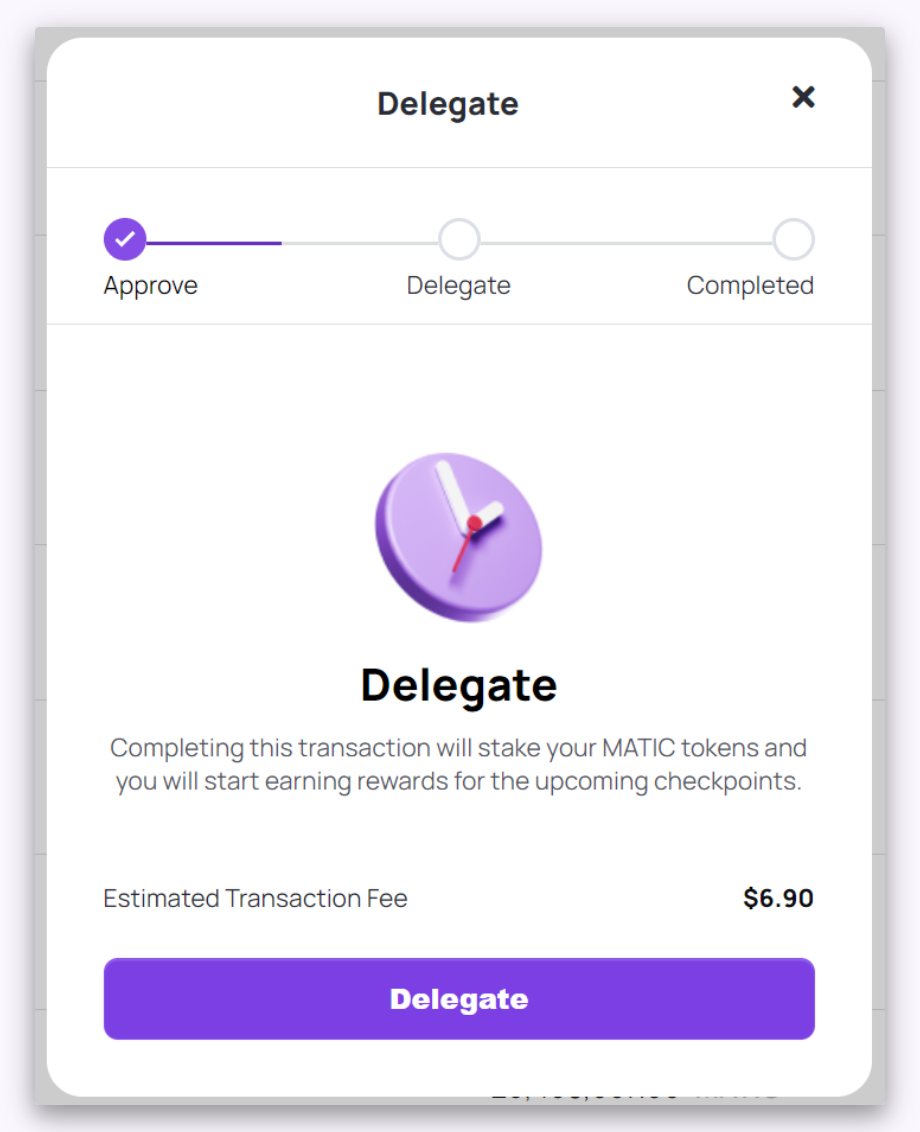 Delegate
Approve
Delegate
Completed
Delegate
Completing this transaction will stake your MATIC tokens and
you will start earning rewards for the upcoming checkpoints.
Estimated Transaction Fee
$6.90
Delegate